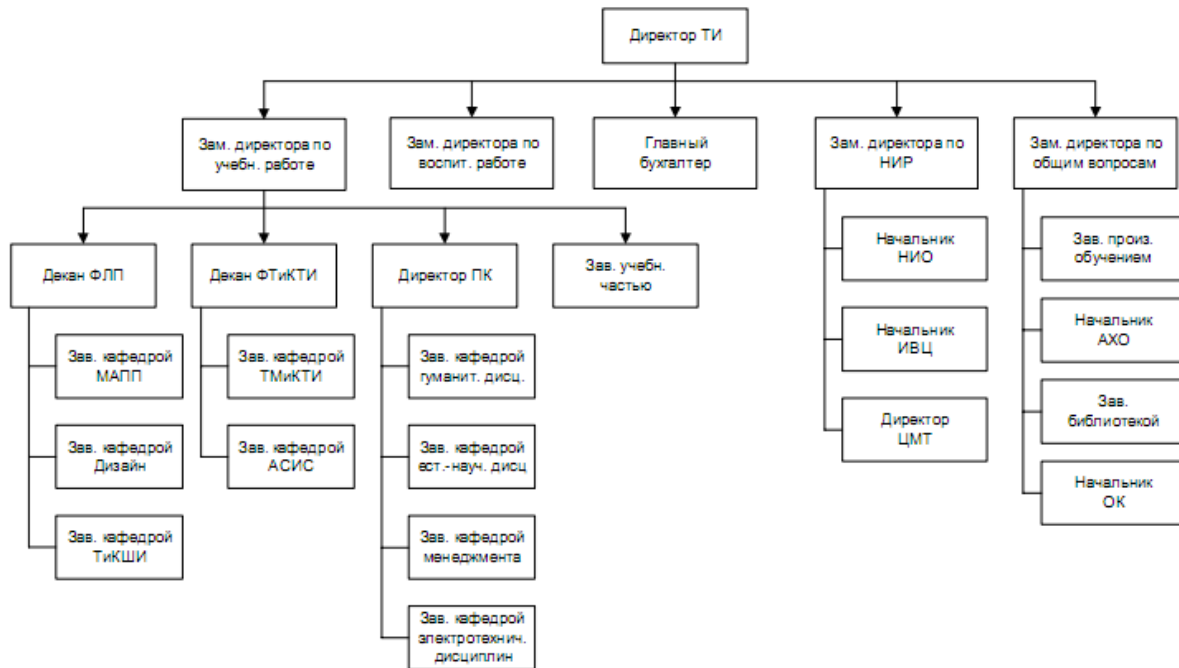 Директор ТИ
Зам. директора по
учебн. работе
Зам. директора по
воспит. работе
Главный
бухгалтер
Зам. директора по
НИР
Зам. директора по
общим вопросам
Декан ФЛП
Декан ФТиКТИ
Директор ПК
Зав. учебн.
частью
Начальник
НИО
Зав. произ.
обучением
Зав. кафедрой
МАПП
Зав. кафедрой
ТМиКТИ
Зав. кафедрой
гуманит. дисц.
Начальник
ИВЦ
Начальник
АХО
Зав. кафедрой
Дизайн
Зав. кафедрой
АСИС
Зав. кафедрой
ест.-науч. дисц
Директор
ЦМТ
Зав.
библиотекой
Зав. кафедрой
ТиКШИ
Зав. кафедрой
менеджмента
Начальник
ОК
Зав. кафедрой
электротехнич.
дисциплин